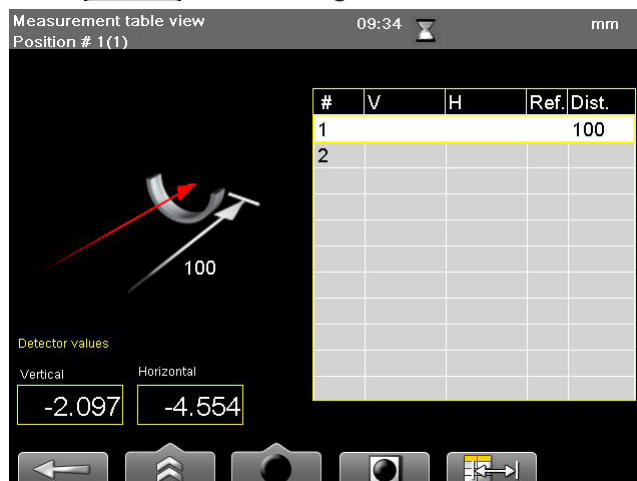 Measurement table view 09:34 mm
Position # 1(1)
# V H Ref. Dist.
1 100
2
100
Detector values
Vertical Horizontal
-2.097 -4.554